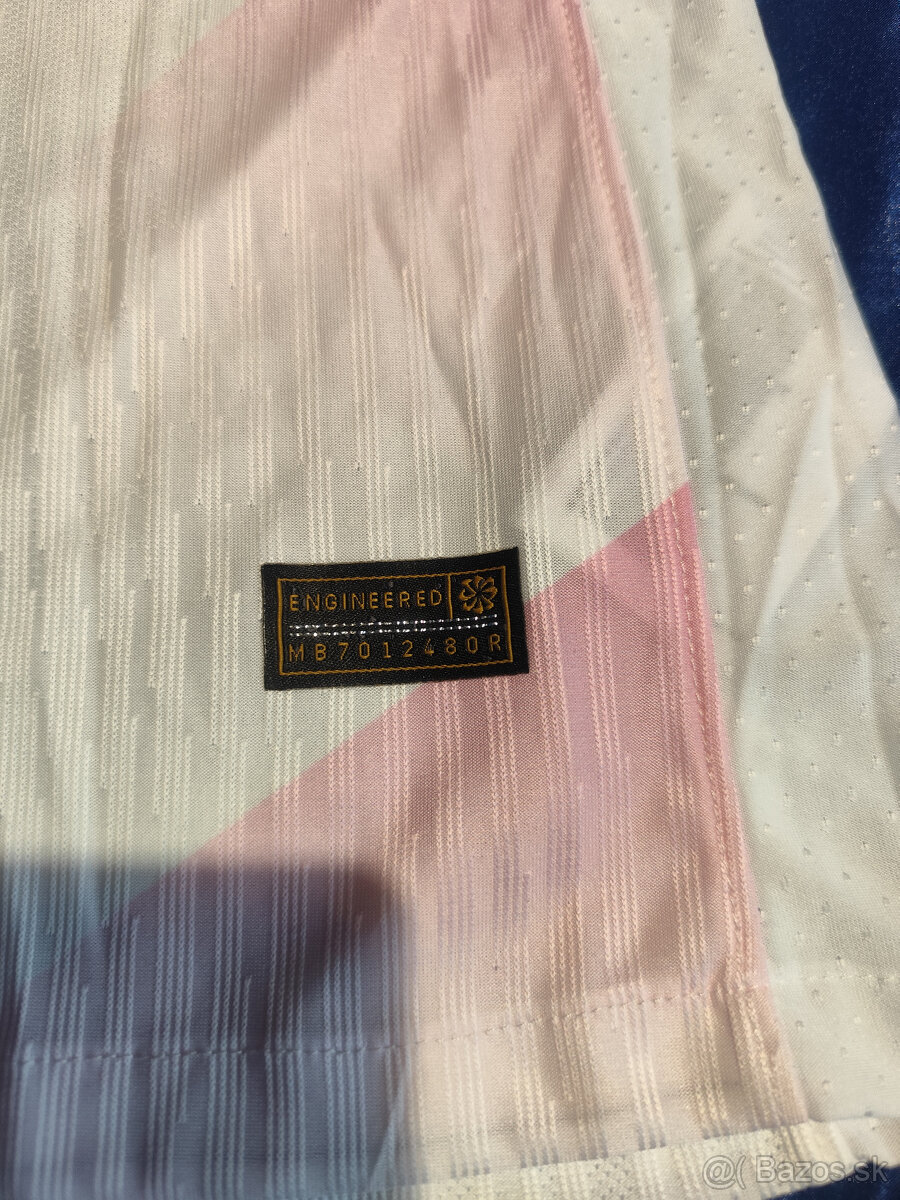 ENGINEERED
MB7012480R
@( Bazos.sk